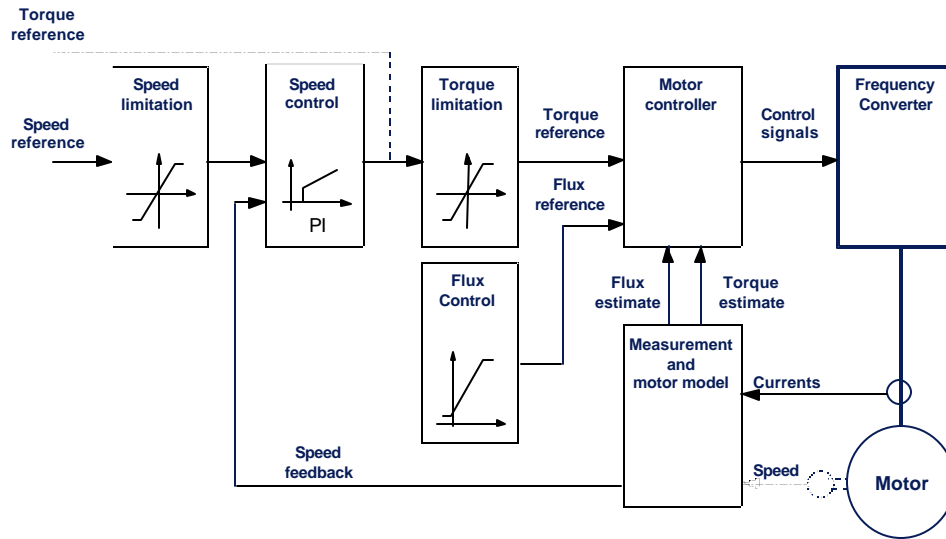 Torque
reference
Speed
limitation
Speed
control
Torque
limitation
Motor
controller
Frequency
Converter
Speed
reference
Torque
reference
Control
signals
Flux
reference
PI
Flux
Control
Flux
estimate
Torque
estimate
Measurement
and
motor model
Currents
Speed
feedback
Speed
Motor